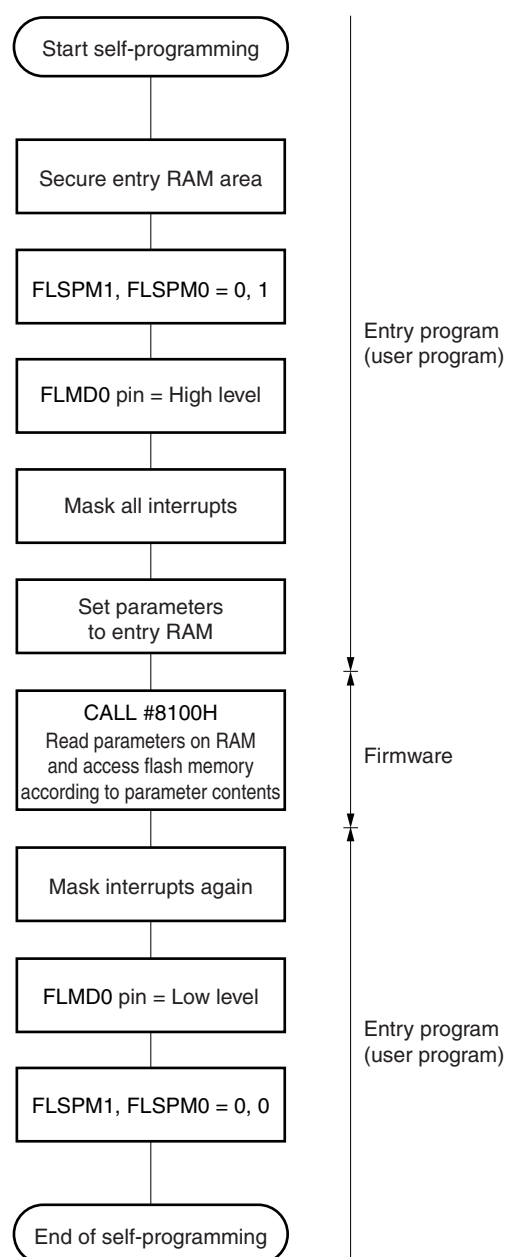 Start self-programming
Secure entry RAM area
FLSPM1, FLSPM0 = 0, 1
FLMD0 pin = High level
Mask all interrupts
Set parameters
to entry RAM
Entry program
(user program)
CALL #8100H
Read parameters on RAM
and access flash memory
according to parameter contents
Firmware
Mask interrupts again
FLMD0 pin = Low level
FLSPM1, FLSPM0 = 0, 0
End of self-programming
Entry program
(user program)